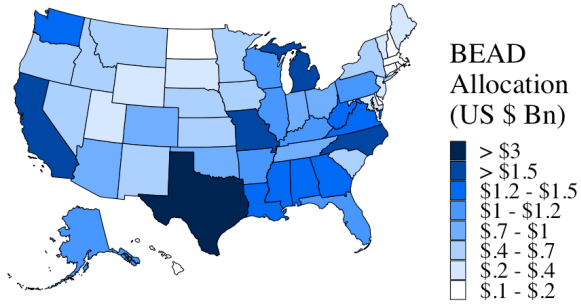 BEAD
Allocation
(US $ Bn)
> $3
> $1.5
$1.2 - $1.5
$1 - $1.2
$.7 - $1
$.4 - $.7
$.2 - $.4
$.1 - $.2